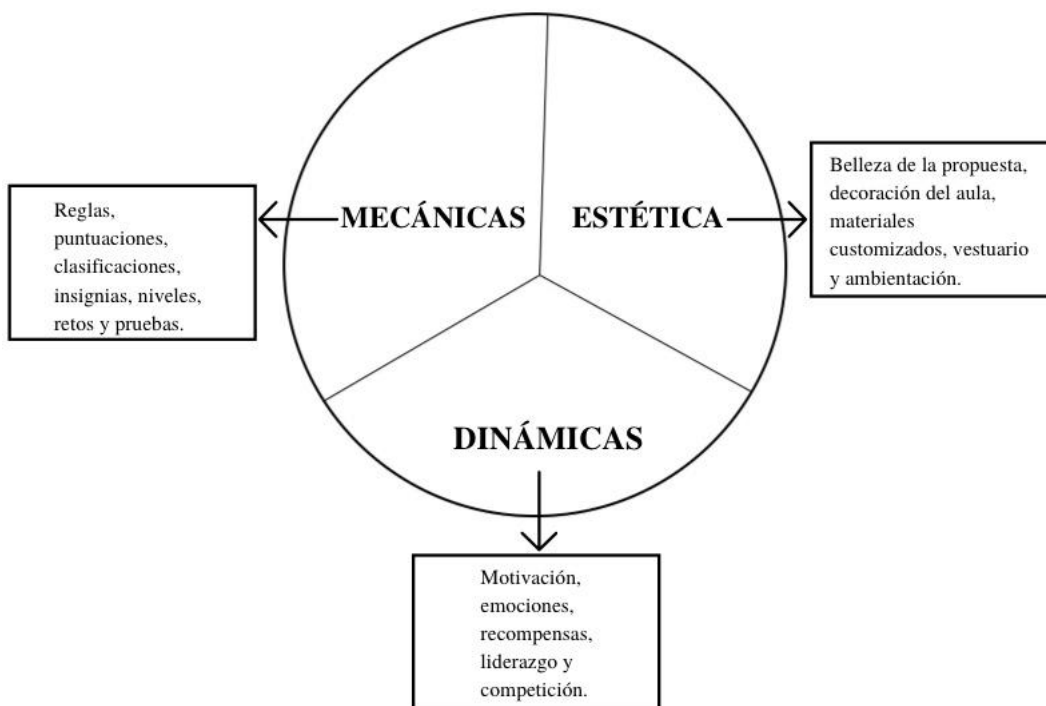 MECÁNICAS
Reglas,
puntuaciones,
clasificaciones,
insignias, niveles,
retos y pruebas.
ESTÉTICA
Belleza de la propuesta,
decoración del aula,
materiales
customizados, vestuario
y ambientación.
DINÁMICAS
Motivación,
emociones,
recompensas,
liderazgo y
competición.